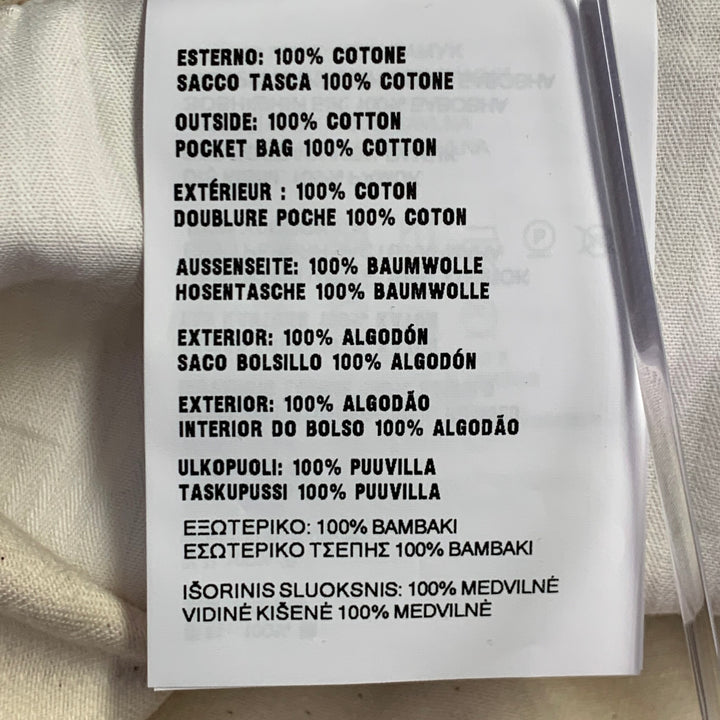 ESTERNO: 100% COTONE
SACCO TASCA 100% COTONE
OUTSIDE: 100% COTTON
POCKET BAG 100% COTTON
EXTÉRIEUR : 100% COTON
DOUBLURE POCHE 100% COTON
AUSSENSEITE: 100% BAUMWOLLE
HOSENTASCHE 100% BAUMWOLLE
EXTERIOR: 100% ALGODÓN
SACO BOLSILLO 100% ALGODÓN
EXTERIOR: 100% ALGODÃO
INTERIOR DO BOLSO 100% ALGODÃO
ULKOPUOLI: 100% PUUVILLA
TASKUPUSSI 100% PUUVILLA
ΕΞΩΤΕΡΙΚΟ: 100% ΒΑΜΒΑΚΙ
ΕΣΩΤΕΡΙΚΟ ΤΣΕΠΗΣ 100% ΒΑΜΒΑΚΙ
IŠORINIS SLUOKSNIS: 100% MEDVILNĖ
VIDINĖ KIŠENĖ 100% MEDVILNĖ